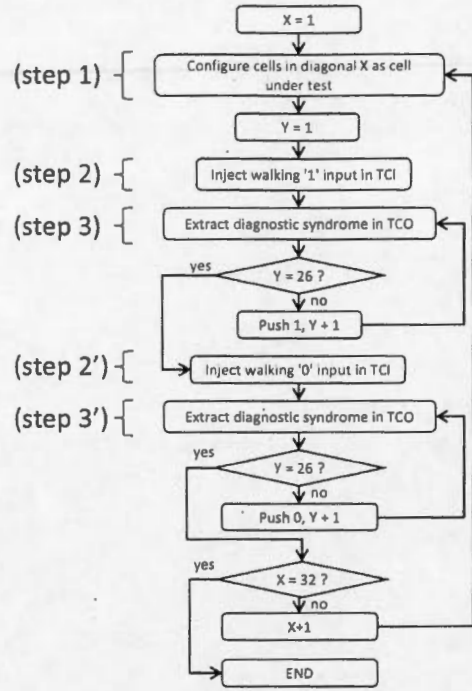 X = 1
(step 1)
Configure cells in diagonal X as cell
under test
Y = 1
(step 2)
Inject walking '1' input in TCI
(step 3)
Extract diagnostic syndrome in TCO
yes
Y = 26 ?
no
Push 1, Y + 1
(step 2')
Inject walking '0' input in TCI
(step 3')
Extract diagnostic syndrome in TCO
yes
Y = 26 ?
no
Push 0, Y + 1
yes
X = 32 ?
no
X+1
END